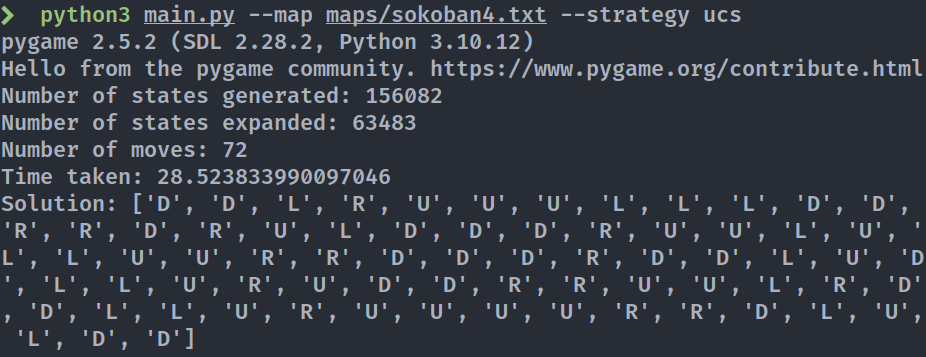 ❯ python3 main.py --map maps/sokoban4.txt --strategy ucs
pygame 2.5.2 (SDL 2.28.2, Python 3.10.12)
Hello from the pygame community. https://www.pygame.org/contribute.html
Number of states generated: 156082
Number of states expanded: 63483
Number of moves: 72
Time taken: 28.523833990097046
Solution: ['D', 'D', 'L', 'R', 'U', 'U', 'U', 'L', 'L', 'L', 'D', 'D',
'R', 'R', 'D', 'R', 'U', 'L', 'D', 'D', 'D', 'R', 'U', 'U', 'L', 'U', '
L', 'L', 'U', 'U', 'R', 'R', 'D', 'D', 'D', 'R', 'D', 'D', 'L', 'U', 'D
', 'L', 'L', 'U', 'R', 'U', 'D', 'D', 'R', 'R', 'U', 'U', 'L', 'R', 'D'
, 'D', 'L', 'L', 'U', 'R', 'U', 'U', 'U', 'U', 'R', 'R', 'D', 'L', 'U',
 'L', 'D', 'D']